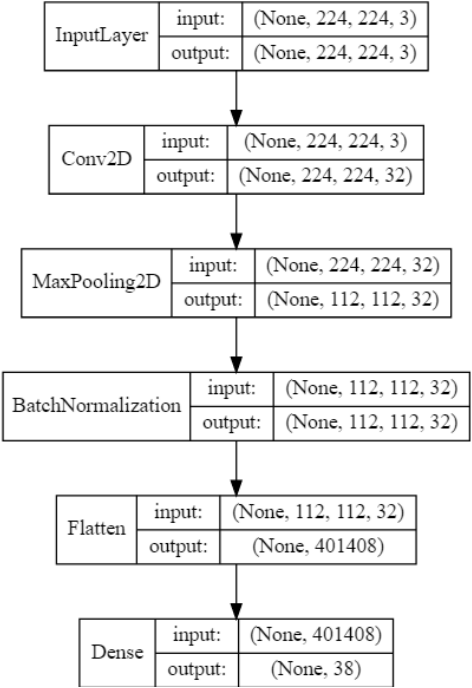 InputLayer
input: (None, 224, 224, 3)
output: (None, 224, 224, 3)
Conv2D
input: (None, 224, 224, 3)
output: (None, 224, 224, 32)
MaxPooling2D
input: (None, 224, 224, 32)
output: (None, 112, 112, 32)
BatchNormalization
input: (None, 112, 112, 32)
output: (None, 112, 112, 32)
Flatten
input: (None, 112, 112, 32)
output: (None, 401408)
Dense
input: (None, 401408)
output: (None, 38)